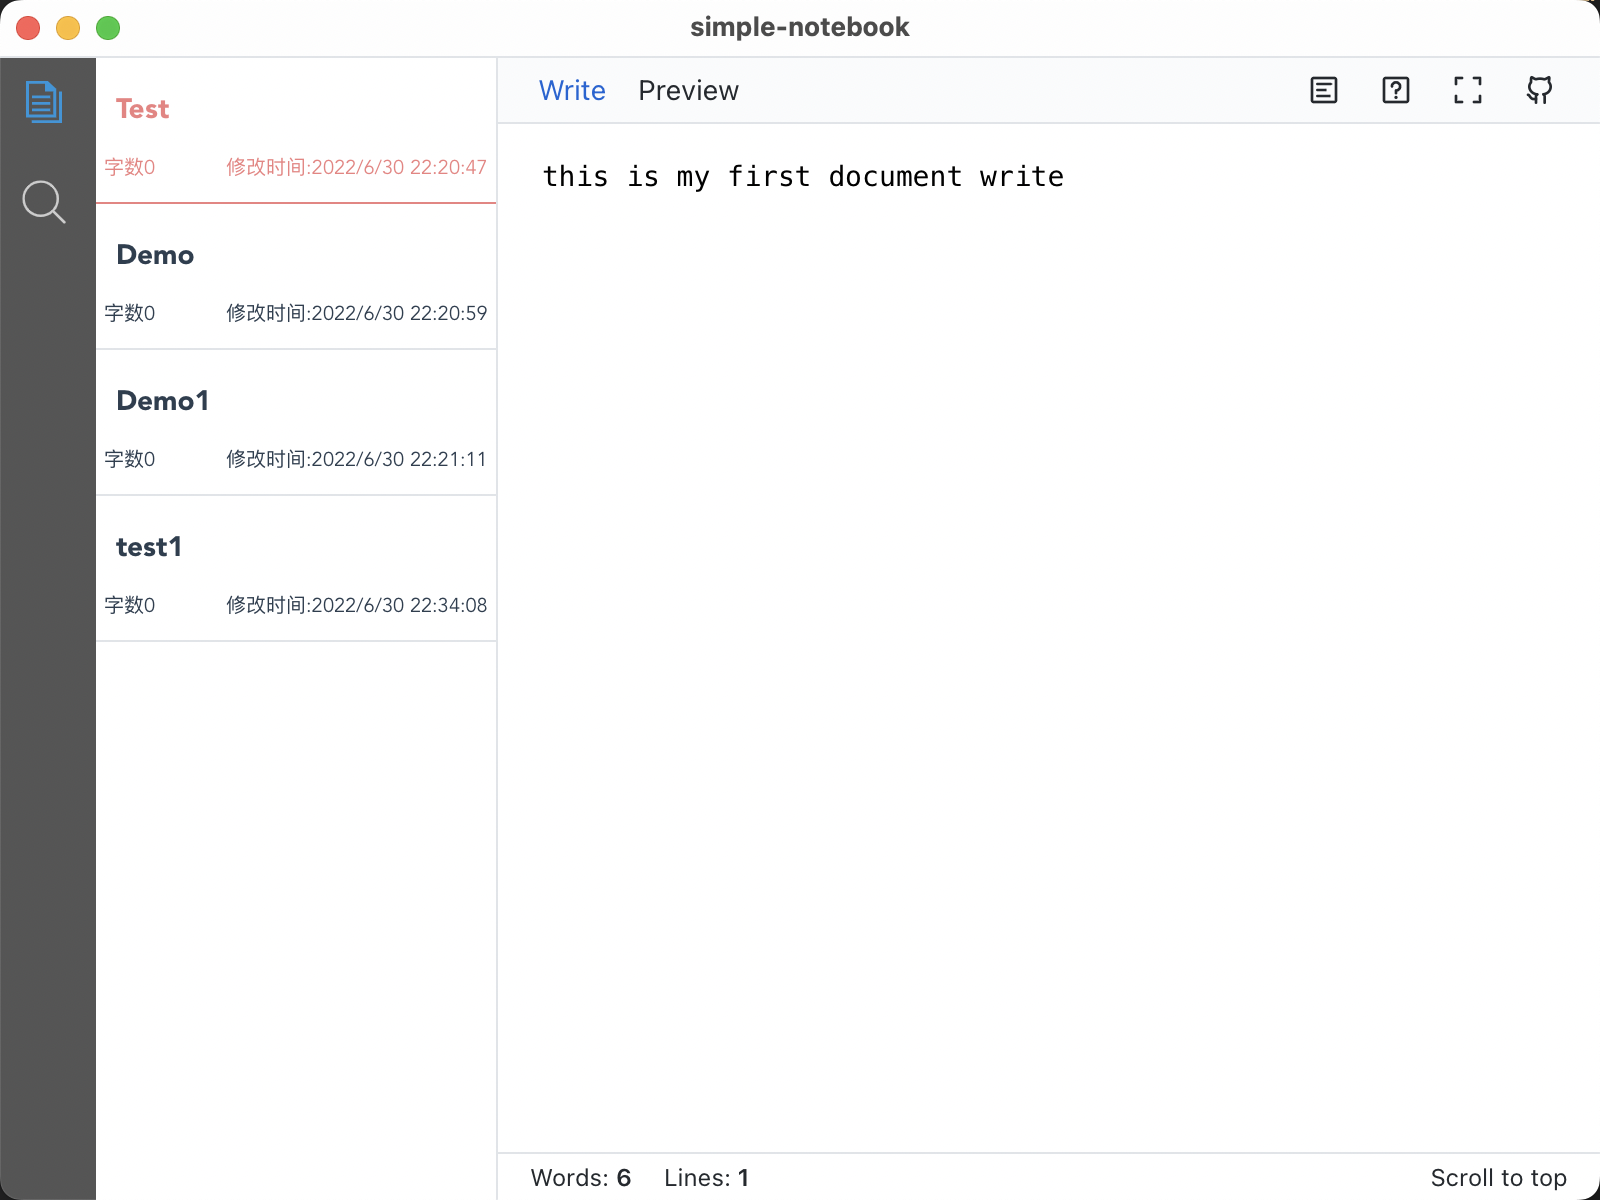 simple-notebook
Test
字数0 修改时间:2022/6/30 22:20:47
Demo
字数0 修改时间:2022/6/30 22:20:59
Demo1
字数0 修改时间:2022/6/30 22:21:11
test1
字数0 修改时间:2022/6/30 22:34:08
Write Preview
this is my first document write
Words: 6 Lines: 1 Scroll to top